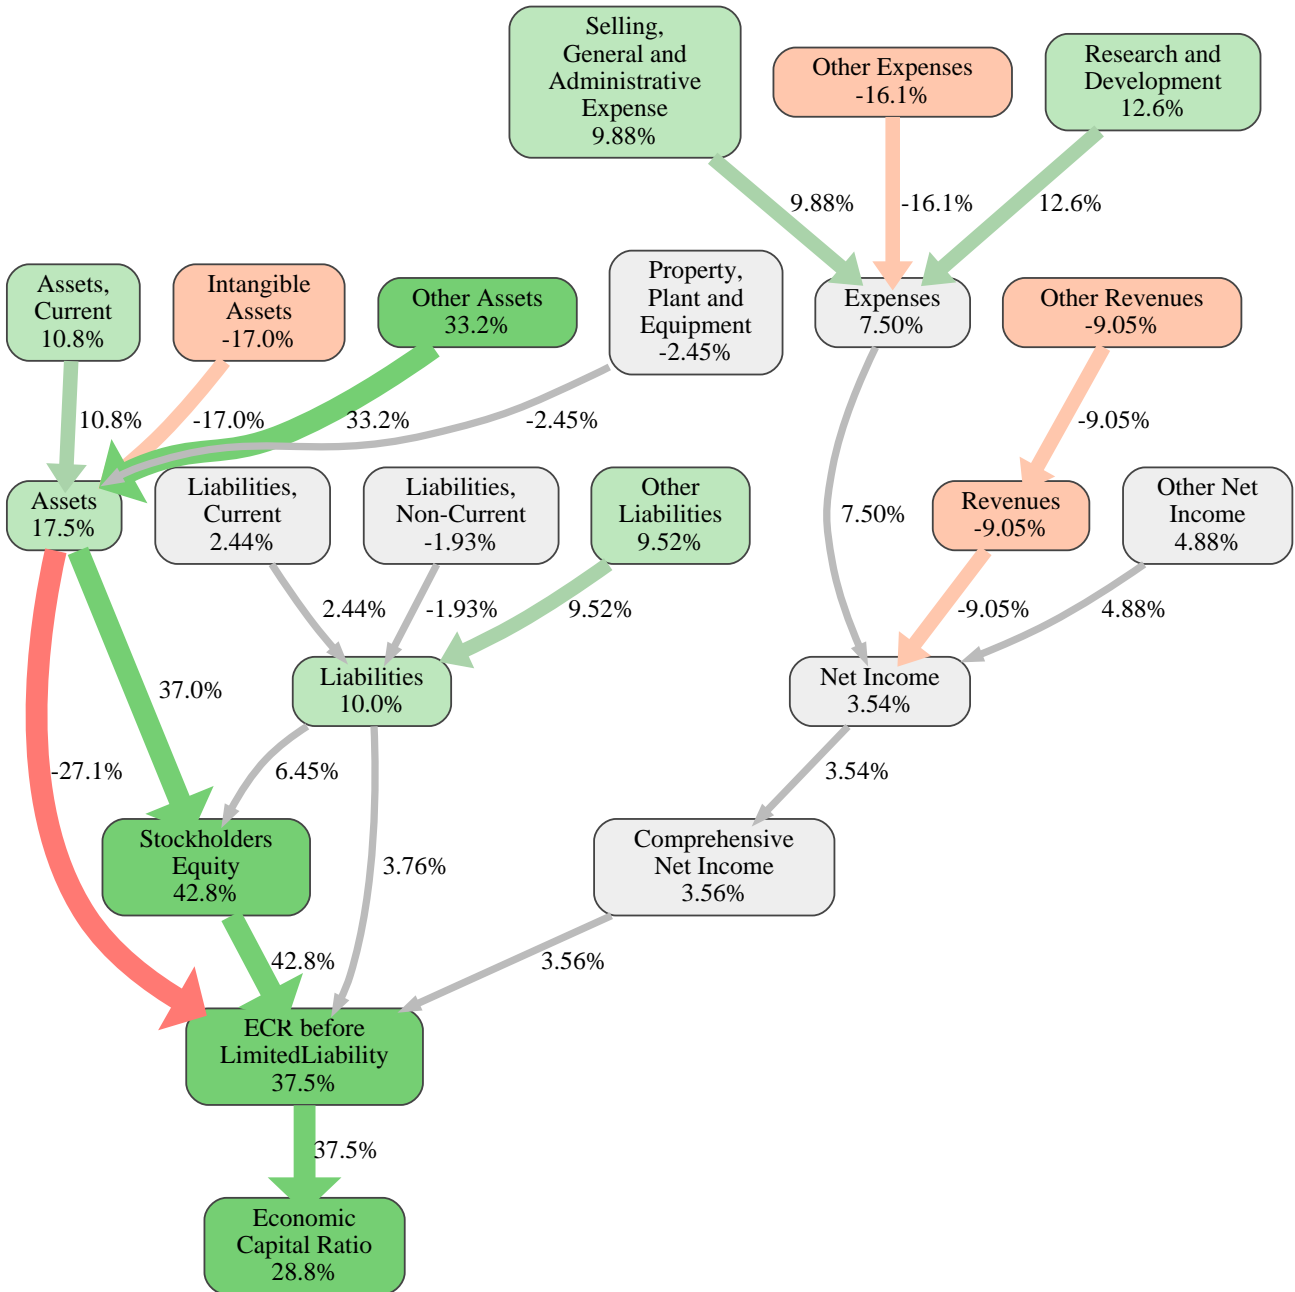 Selling,
General and
Administrative
Expense
9.88%
Other Expenses
-16.1%
Research and
Development
12.6%
9.88%
-16.1%
12.6%
Assets,
Current
10.8%
Intangible
Assets
-17.0%
Other Assets
33.2%
Property,
Plant and
Equipment
-2.45%
Expenses
7.50%
Other Revenues
-9.05%
10.8%
-17.0%
33.2%
-2.45%
-9.05%
Assets
17.5%
Liabilities,
Current
2.44%
Liabilities,
Non-Current
-1.93%
Other
Liabilities
9.52%
7.50%
Revenues
-9.05%
Other Net
Income
4.88%
2.44%
-1.93%
9.52%
-9.05%
4.88%
37.0%
Liabilities
10.0%
Net Income
3.54%
-27.1%
6.45%
3.54%
Stockholders
Equity
42.8%
3.76%
Comprehensive
Net Income
3.56%
42.8%
3.56%
ECR before
LimitedLiability
37.5%
37.5%
Economic
Capital Ratio
28.8%